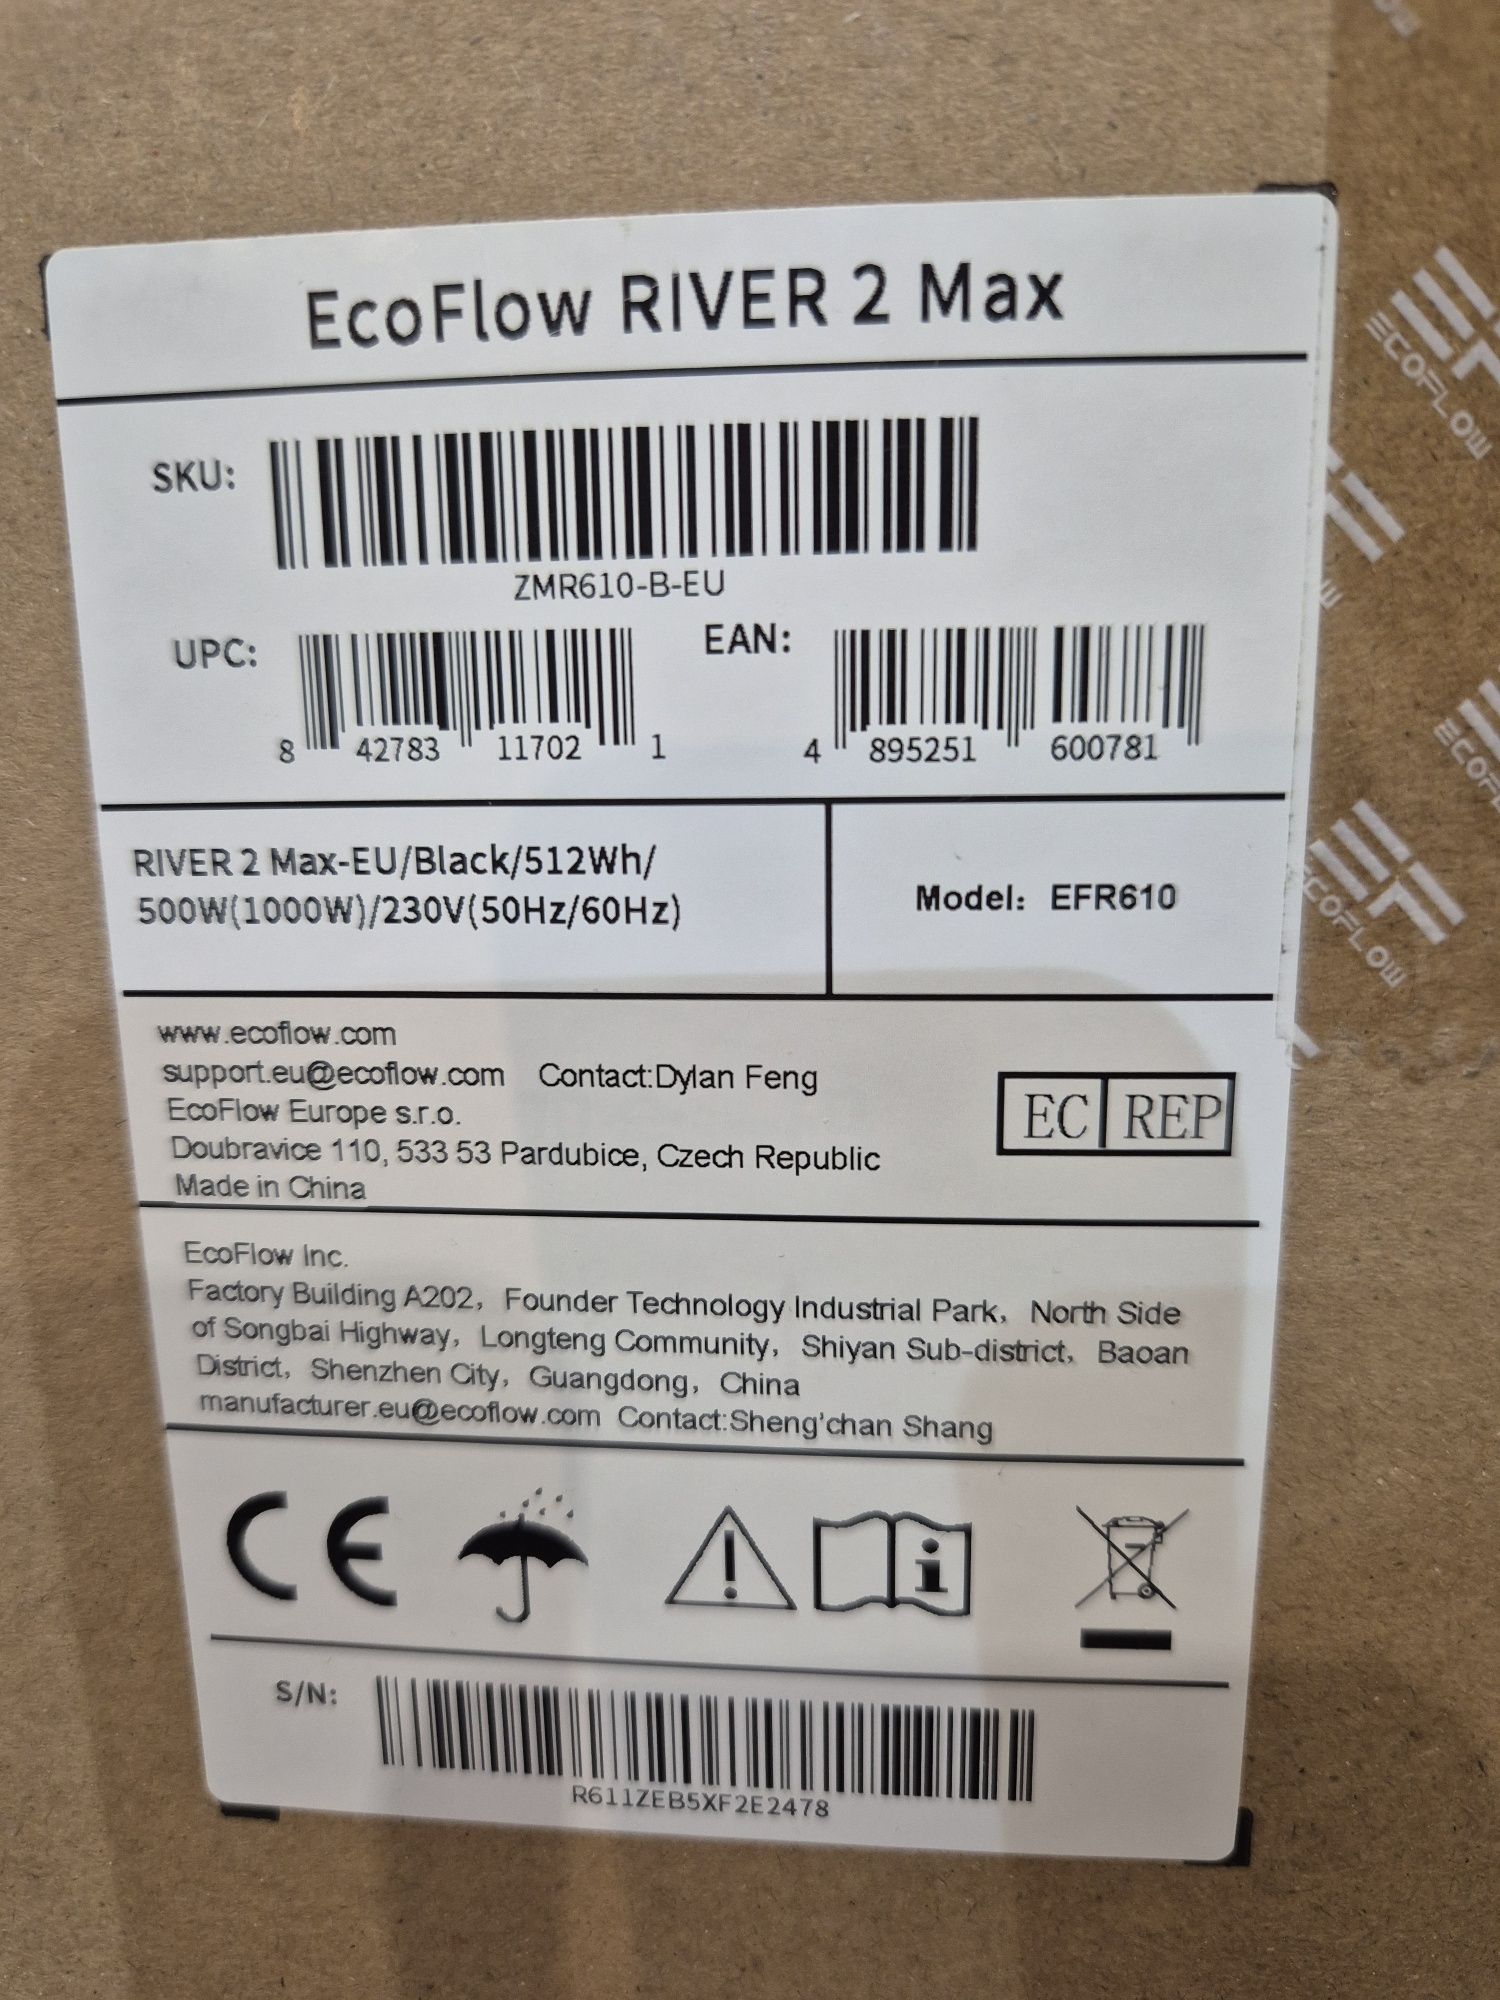 EcoFlow RIVER 2 Max
SKU:
ZMR610-B-EU
UPC:
8 42783 11702 1
EAN:
4 895251 600781
RIVER 2 Max-EU/Black/512Wh/
500W(1000W)/230V(50Hz/60Hz)
Model: EFR610
www.ecoflow.com
support.eu@ecoflow.com Contact:Dylan Feng
EcoFlow Europe s.r.o.
Doubravice 110, 533 53 Pardubice, Czech Republic
Made in China
EC REP
EcoFlow Inc.
Factory Building A202, Founder Technology Industrial Park, North Side
of Songbai Highway, Longteng Community, Shiyan Sub-district, Baoan
District, Shenzhen City, Guangdong, China
manufacturer.eu@ecoflow.com Contact:Sheng'chan Shang
CE
S/N:
R611ZEB5XF2E2478
ECOFLOW
ECOFLOW